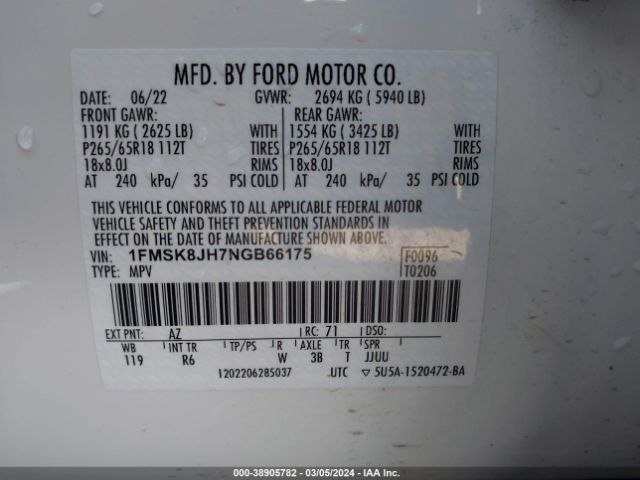 MFD. BY FORD MOTOR CO.
DATE: 06/22 GVWR: 2694 KG ( 5940 LB)
FRONT GAWR: REAR GAWR:
1191 KG ( 2625 LB) WITH 1554 KG ( 3425 LB) WITH
P265/65R18 112T TIRES P265/65R18 112T TIRES
18x8.0J RIMS 18x8.0J RIMS
AT 240 kPa/ 35 PSI COLD AT 240 kPa/ 35 PSI COLD
THIS VEHICLE CONFORMS TO ALL APPLICABLE FEDERAL MOTOR
VEHICLE SAFETY AND THEFT PREVENTION STANDARDS IN
EFFECT ON THE DATE OF MANUFACTURE SHOWN ABOVE.
VIN: 1FMSK8JH7NGB66175 F0096
TYPE: MPV T0206
EXT PNT: AZ RC: 71 DSO:
WB INT TR TP/PS R AXLE TR SPR
119 R6 W 3B T JJUU
1202206285037 UTC 5U5A-1520472-BA
000-38905782 / 03/05/2024 / IAA Inc.